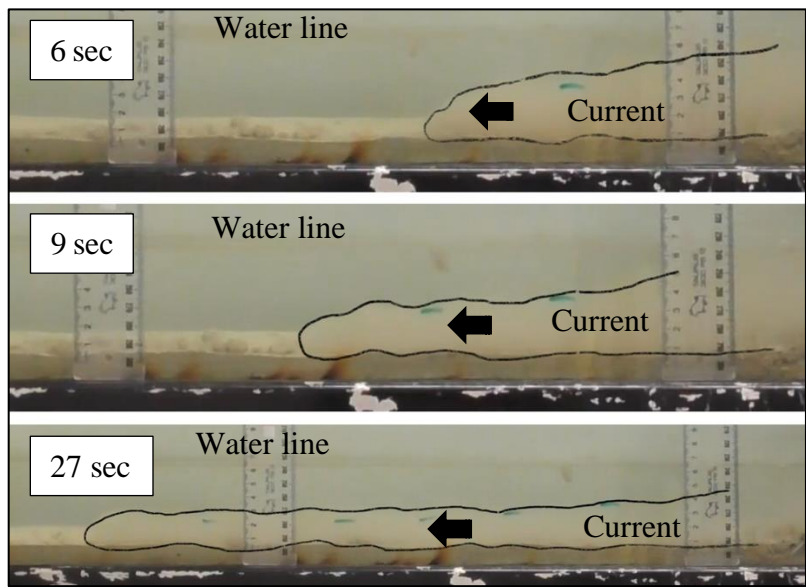 6 sec
Water line
Current
9 sec
Water line
Current
27 sec
Water line
Current